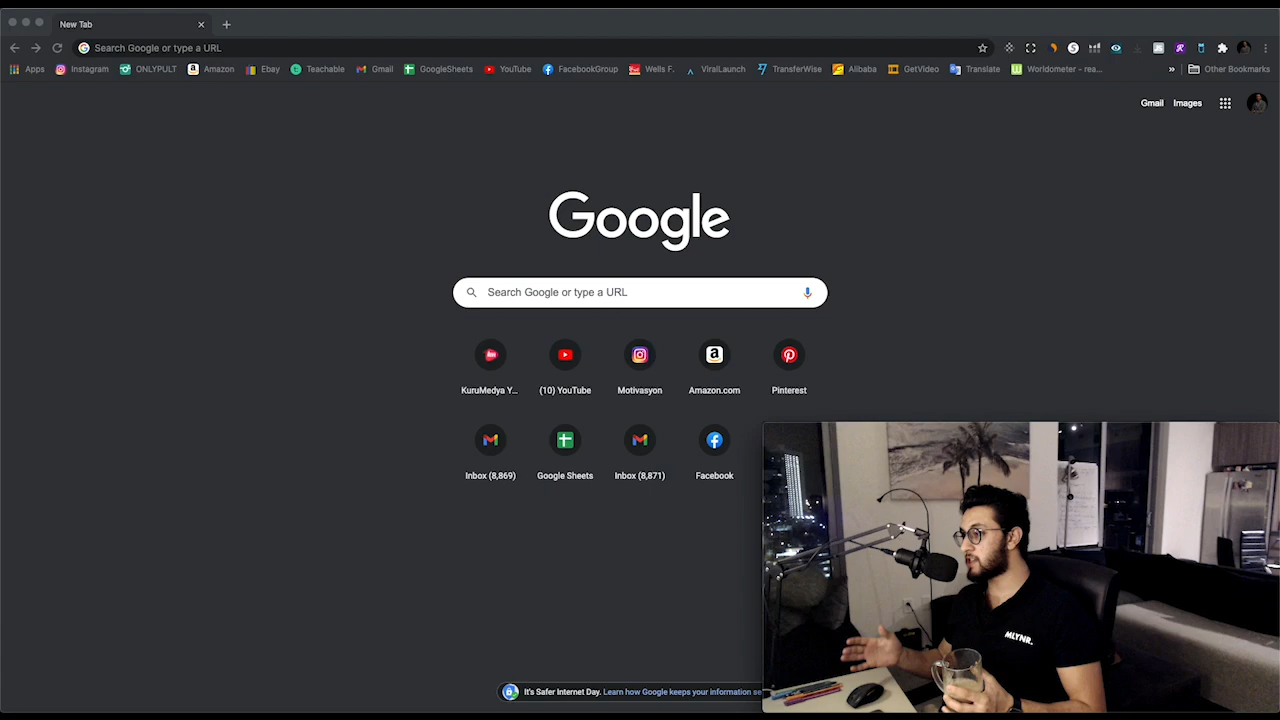 New Tab
Search Google or type a URL
Apps Instagram ONLYPULT Amazon Ebay Teachable Gmail GoogleSheets YouTube FacebookGroup Wells F. ViralLaunch TransferWise Alibaba GetVideo Translate Worldometer - rea... » Other Bookmarks
Gmail Images
Google
Search Google or type a URL
KuruMedya Y... (10) YouTube Motivasyon Amazon.com Pinterest
Inbox (8,869) Google Sheets Inbox (8,871) Facebook
It's Safer Internet Day. Learn how Google keeps your information se
MLYNR.